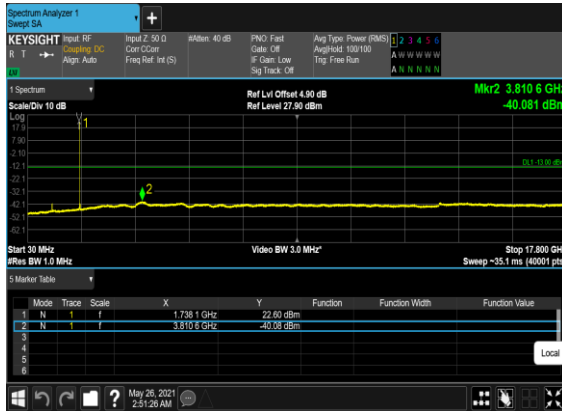 Spectrum Analyzer 1
Swept SA
+
KEYSIGHT Input: RF Input Z: 50 Ω #Atten: 40 dB PNO: Fast Avg Type: Power (RMS) 1 2 3 4 5 6
R T Coupling: DC Corr CCorr Gate: Off Avg|Hold: 100/100 A W W W W W
Align: Auto Freq Ref: Int (S) IF Gain: Low Trig: Free Run
LXI Sig Track: Off A N N N N N
1 Spectrum Ref Lvl Offset 4.90 dB Mkr2 3.810 6 GHz
Scale/Div 10 dB Ref Level 27.90 dBm -40.081 dBm
Log
17.9
1
7.90
-2.10
-12.1
DL1 -13.00 dBm
-22.1
-32.1
2
-42.1
-52.1
-62.1
Start 30 MHz Video BW 3.0 MHz* Stop 17.800 GHz
#Res BW 1.0 MHz Sweep ~35.1 ms (40001 pts)
5 Marker Table
Mode Trace Scale X Y Function Function Width Function Value
1 N 1 f 1.738 1 GHz 22.60 dBm
2 N 1 f 3.810 6 GHz -40.08 dBm
3
4
5
6
Local
? May 26, 2021
2:51:26 AM